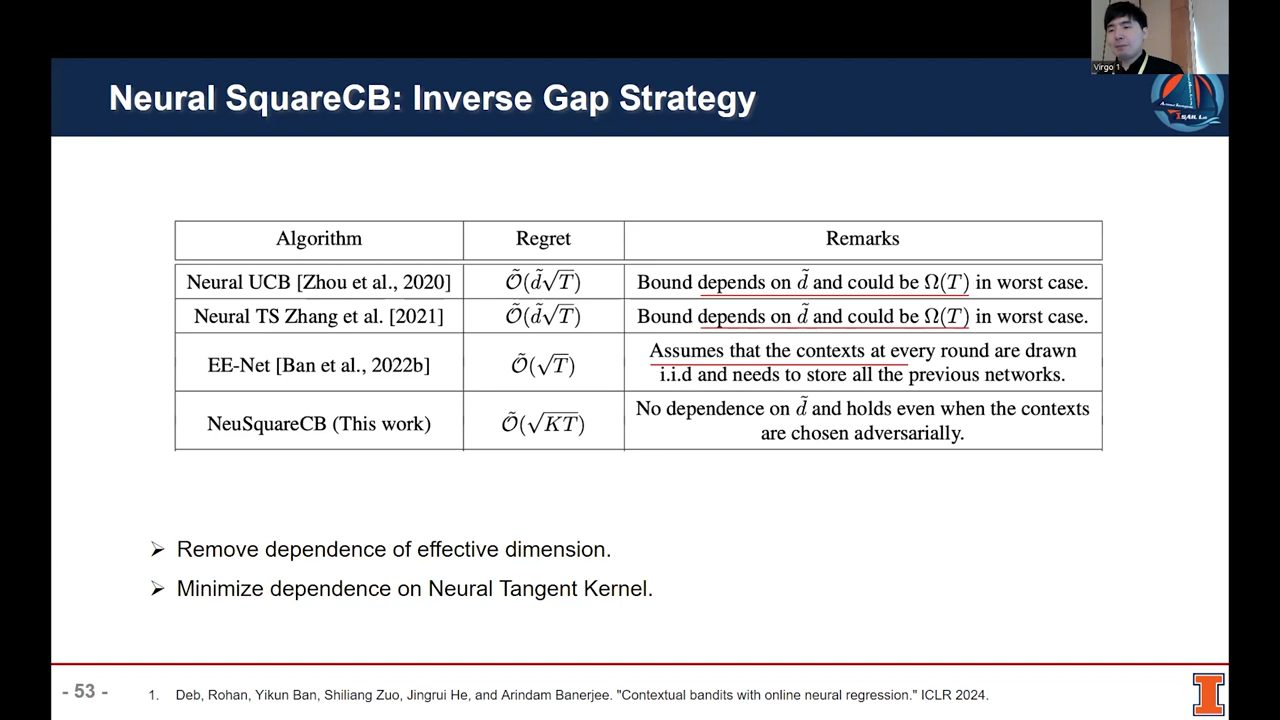 Virgo 1
Neural SquareCB: Inverse Gap Strategy
Algorithm Regret Remarks
Neural UCB [Zhou et al., 2020] Õ(d̃√T) Bound depends on d̃ and could be Ω(T) in worst case.
Neural TS Zhang et al. [2021] Õ(d̃√T) Bound depends on d̃ and could be Ω(T) in worst case.
EE-Net [Ban et al., 2022b] Õ(√T) Assumes that the contexts at every round are drawn
i.i.d and needs to store all the previous networks.
NeuSquareCB (This work) Õ(√KT) No dependence on d̃ and holds even when the contexts
are chosen adversarially.
➢ Remove dependence of effective dimension.
➢ Minimize dependence on Neural Tangent Kernel.
- 53 -
1. Deb, Rohan, Yikun Ban, Shiliang Zuo, Jingrui He, and Arindam Banerjee. "Contextual bandits with online neural regression." ICLR 2024.